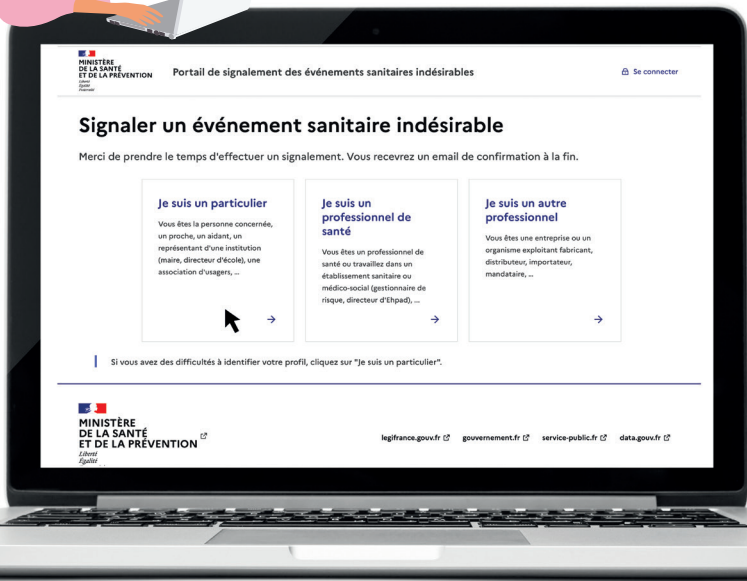 MINISTÈRE
DE LA SANTÉ
ET DE LA PRÉVENTION
Liberté
Égalité
Fraternité
Portail de signalement des événements sanitaires indésirables
Se connecter
Signaler un événement sanitaire indésirable
Merci de prendre le temps d'effectuer un signalement. Vous recevrez un email de confirmation à la fin.
Je suis un particulier
Vous êtes la personne concernée,
un proche, un aidant, un
représentant d'une institution
(maire, directeur d'école), une
association d'usagers, ...
Je suis un
professionnel de
santé
Vous êtes un professionnel de
santé ou travaillez dans un
établissement sanitaire ou
médico-social (gestionnaire de
risque, directeur d'Ehpad), ...
Je suis un autre
professionnel
Vous êtes une entreprise ou un
organisme exploitant fabricant,
distributeur, importateur,
mandataire, ...
Si vous avez des difficultés à identifier votre profil, cliquez sur "Je suis un particulier".
MINISTÈRE
DE LA SANTÉ
ET DE LA PRÉVENTION
Liberté
Égalité
legifrance.gouv.fr
gouvernement.fr
service-public.fr
data.gouv.fr